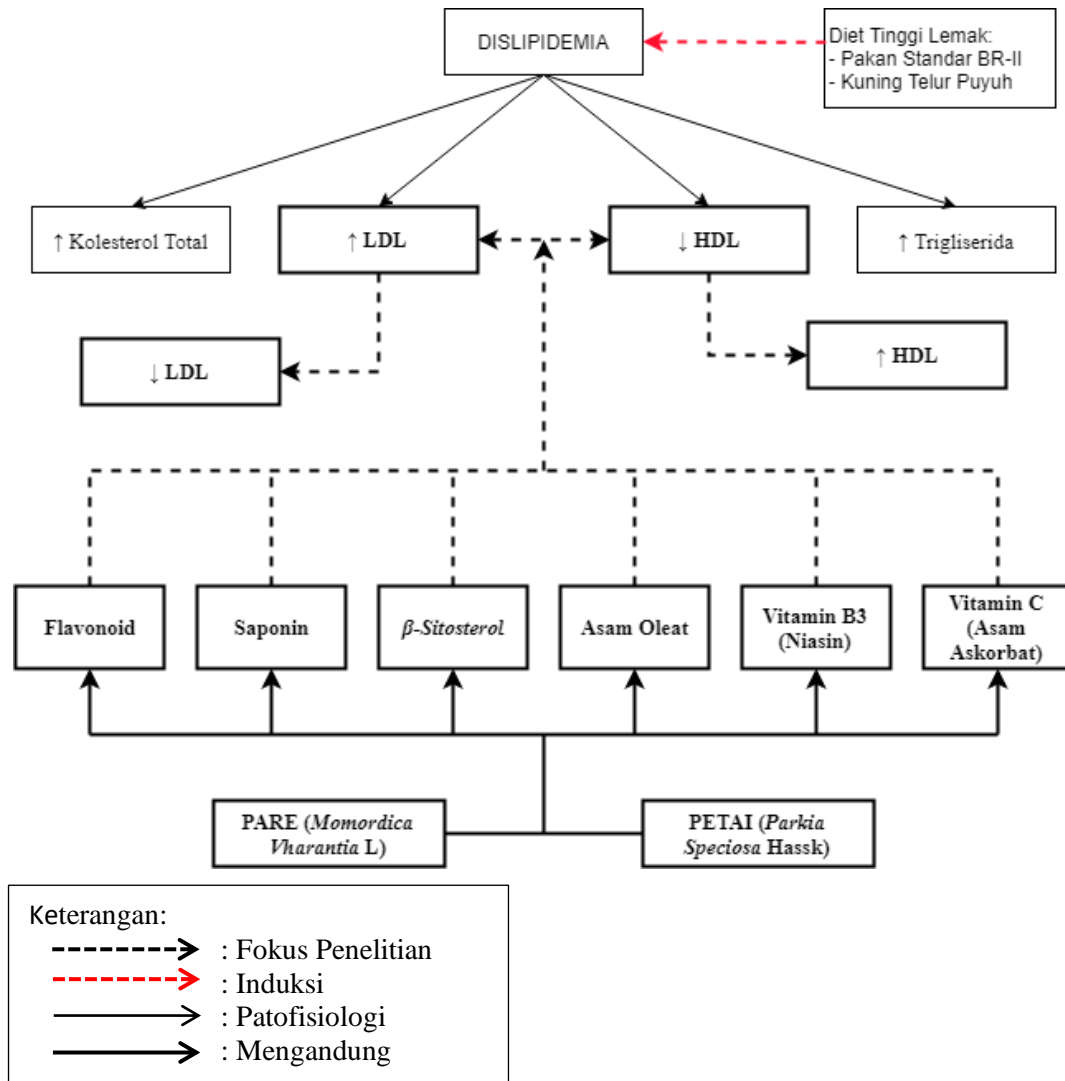 DISLIPIDEMIA
Diet Tinggi Lemak:
- Pakan Standar BR-II
- Kuning Telur Puyuh
↑ Kolesterol Total
↑ LDL
↓ HDL
↑ Trigliserida
↓ LDL
↑ HDL
Flavonoid
Saponin
β-Sitosterol
Asam Oleat
Vitamin B3
(Niasin)
Vitamin C
(Asam
Askorbat)
PARE (Momordica
Vharantia L)
PETAI (Parkia
Speciosa Hassk)
Keterangan:
: Fokus Penelitian
: Induksi
: Patofisiologi
: Mengandung